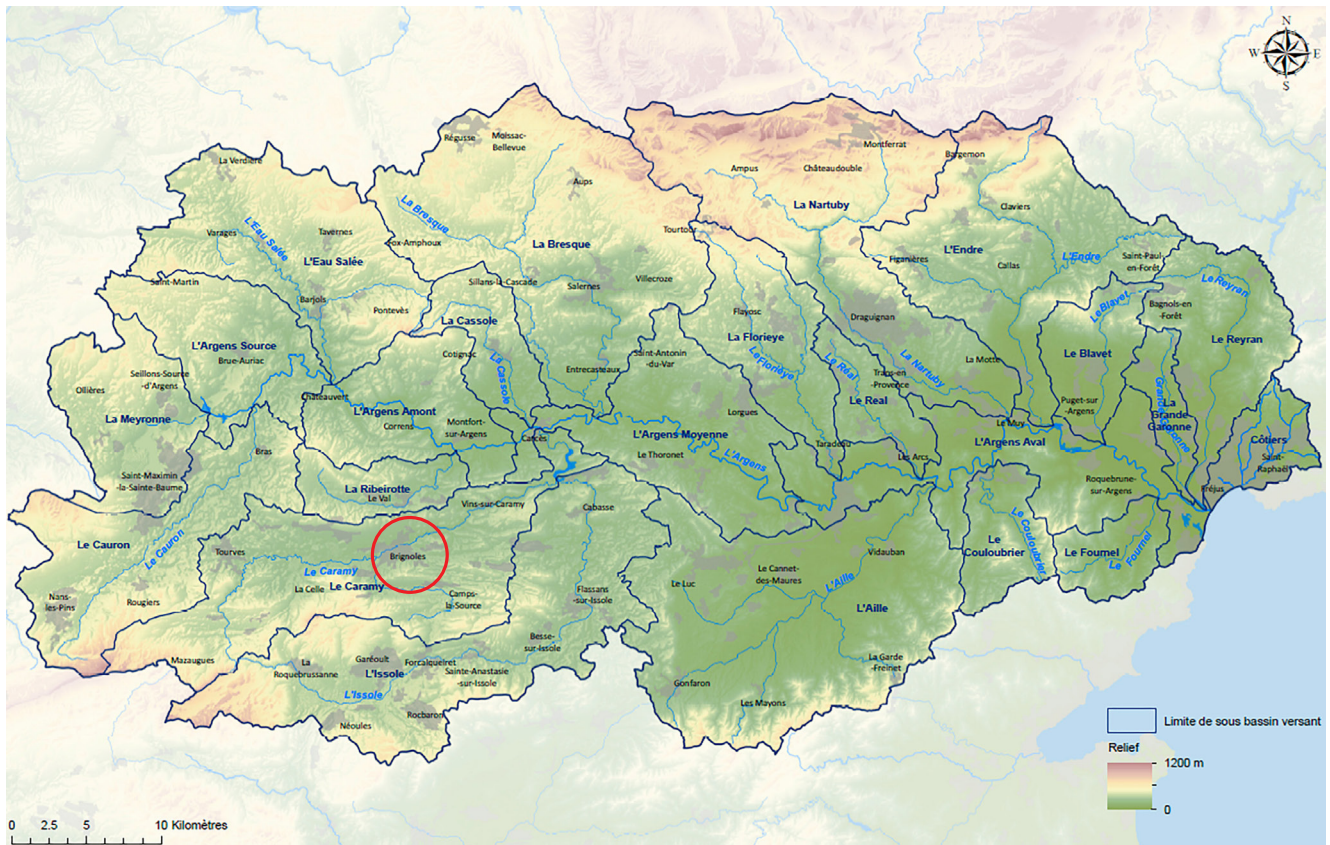 N
W
E
S
Régusse
Moissac-
Bellevue
Montferrat
Bargemon
La Verdière
Ampus
Châteaudouble
Aups
La Bresque
La Nartuby
Claviers
L'Eau Salée
Varages
Tavernes
Fox-Amphoux
La Bresque
Tourtour
L'Endre
L'Eau Salée
Figanières
Callas
L'Endre
Saint-Paul
en-Forêt
Saint-Martin
Sillans-la-Cascade
Salernes
Villecroze
Le Reyran
Barjols
Pontevès
Le Blavet
Bagnols-en
-Forêt
La Cassole
Flayosc
Draguignan
L'Argens Source
Brue-Auriac
Cotignac
La Florieye
Le Reyran
Seillons-Source
-d'Argens
La Cassole
Entrecasteaux
Saint-Antonin
-du-Var
Le Florieye
Le Réal
La Nartuby
La Motte
Le Blavet
Ollières
Trans-en
-Provence
Châteauvert
L'Argens Amont
Le Real
Puget-sur
-Argens
Grande Garonne
La
Grande
Garonne
La Meyronne
Correns
Montfort-
sur-Argens
Lorgues
Le Muy
Carcès
L'Argens Moyenne
Taradeau
L'Argens Aval
Côtiers
Bras
Le Thoronet
L'Argens
Les Arcs
Saint-
Raphaël
Saint-Maximin
-la-Sainte-Baume
La Ribeirotte
Le Val
Roquebrune-
sur-Argens
Fréjus
Vins-sur-Caramy
Cabasse
Le Cauron
Le Cauron
Tourves
Brignoles
Le Couloubrier
Le
Couloubrier
Le Fournel
Le Fournel
Vidauban
Le Caramy
La Celle
Le Caramy
Le Cannet-
des-Maures
Le Luc
L'Aille
Nans-
les-Pins
Rougiers
Camps-
la-Source
Flassans
-sur-Issole
L'Aille
Besse-
sur-Issole
Mazaugues
La
Roquebrussanne
Garéoult
Forcalqueiret
L'Issole
Sainte-Anastasie
-sur-Issole
La Garde
-Freinet
L'Issole
Gonfaron
Rocbaron
Néoules
Les Mayons
Limite de sous bassin versant
Relief
1200 m
0
0 2.5 5 10 Kilomètres